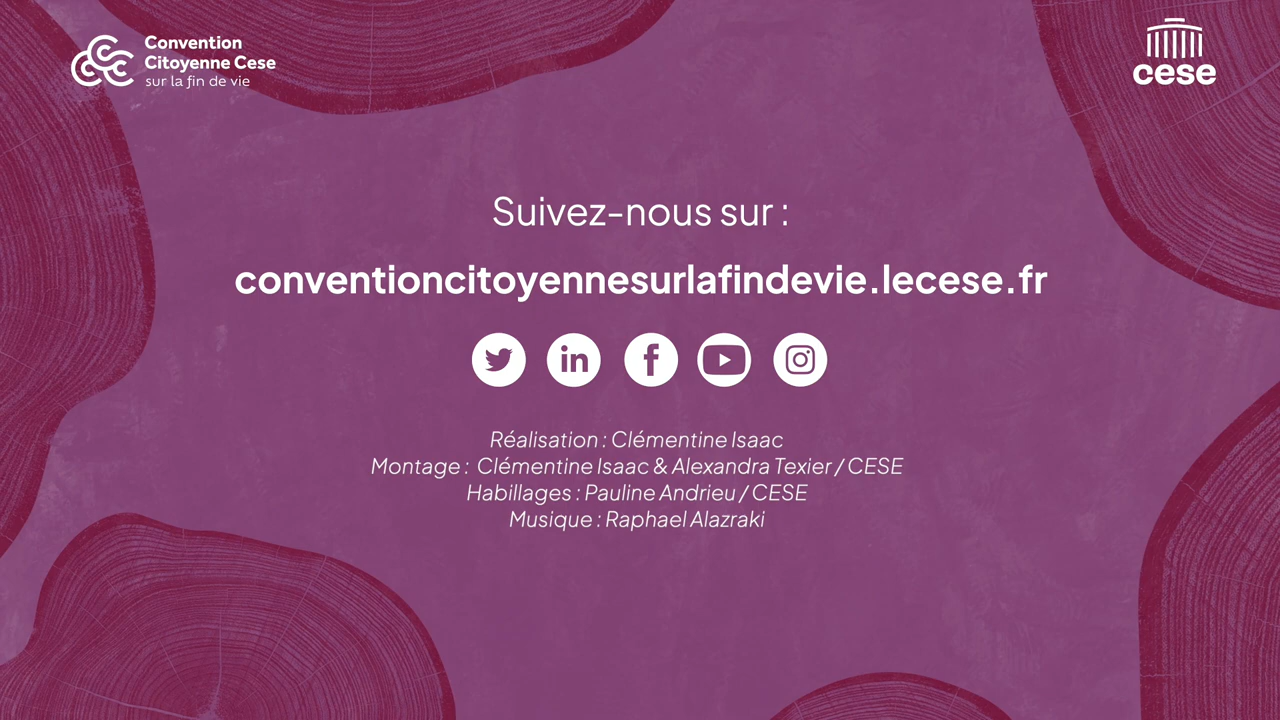 Convention
Citoyenne Cese
sur la fin de vie
cese
Suivez-nous sur :
conventioncitoyennesurlafindevie.lecese.fr
in
f
Réalisation : Clémentine Isaac
Montage : Clémentine Isaac & Alexandra Texier / CESE
Habillages : Pauline Andrieu / CESE
Musique : Raphael Alazraki